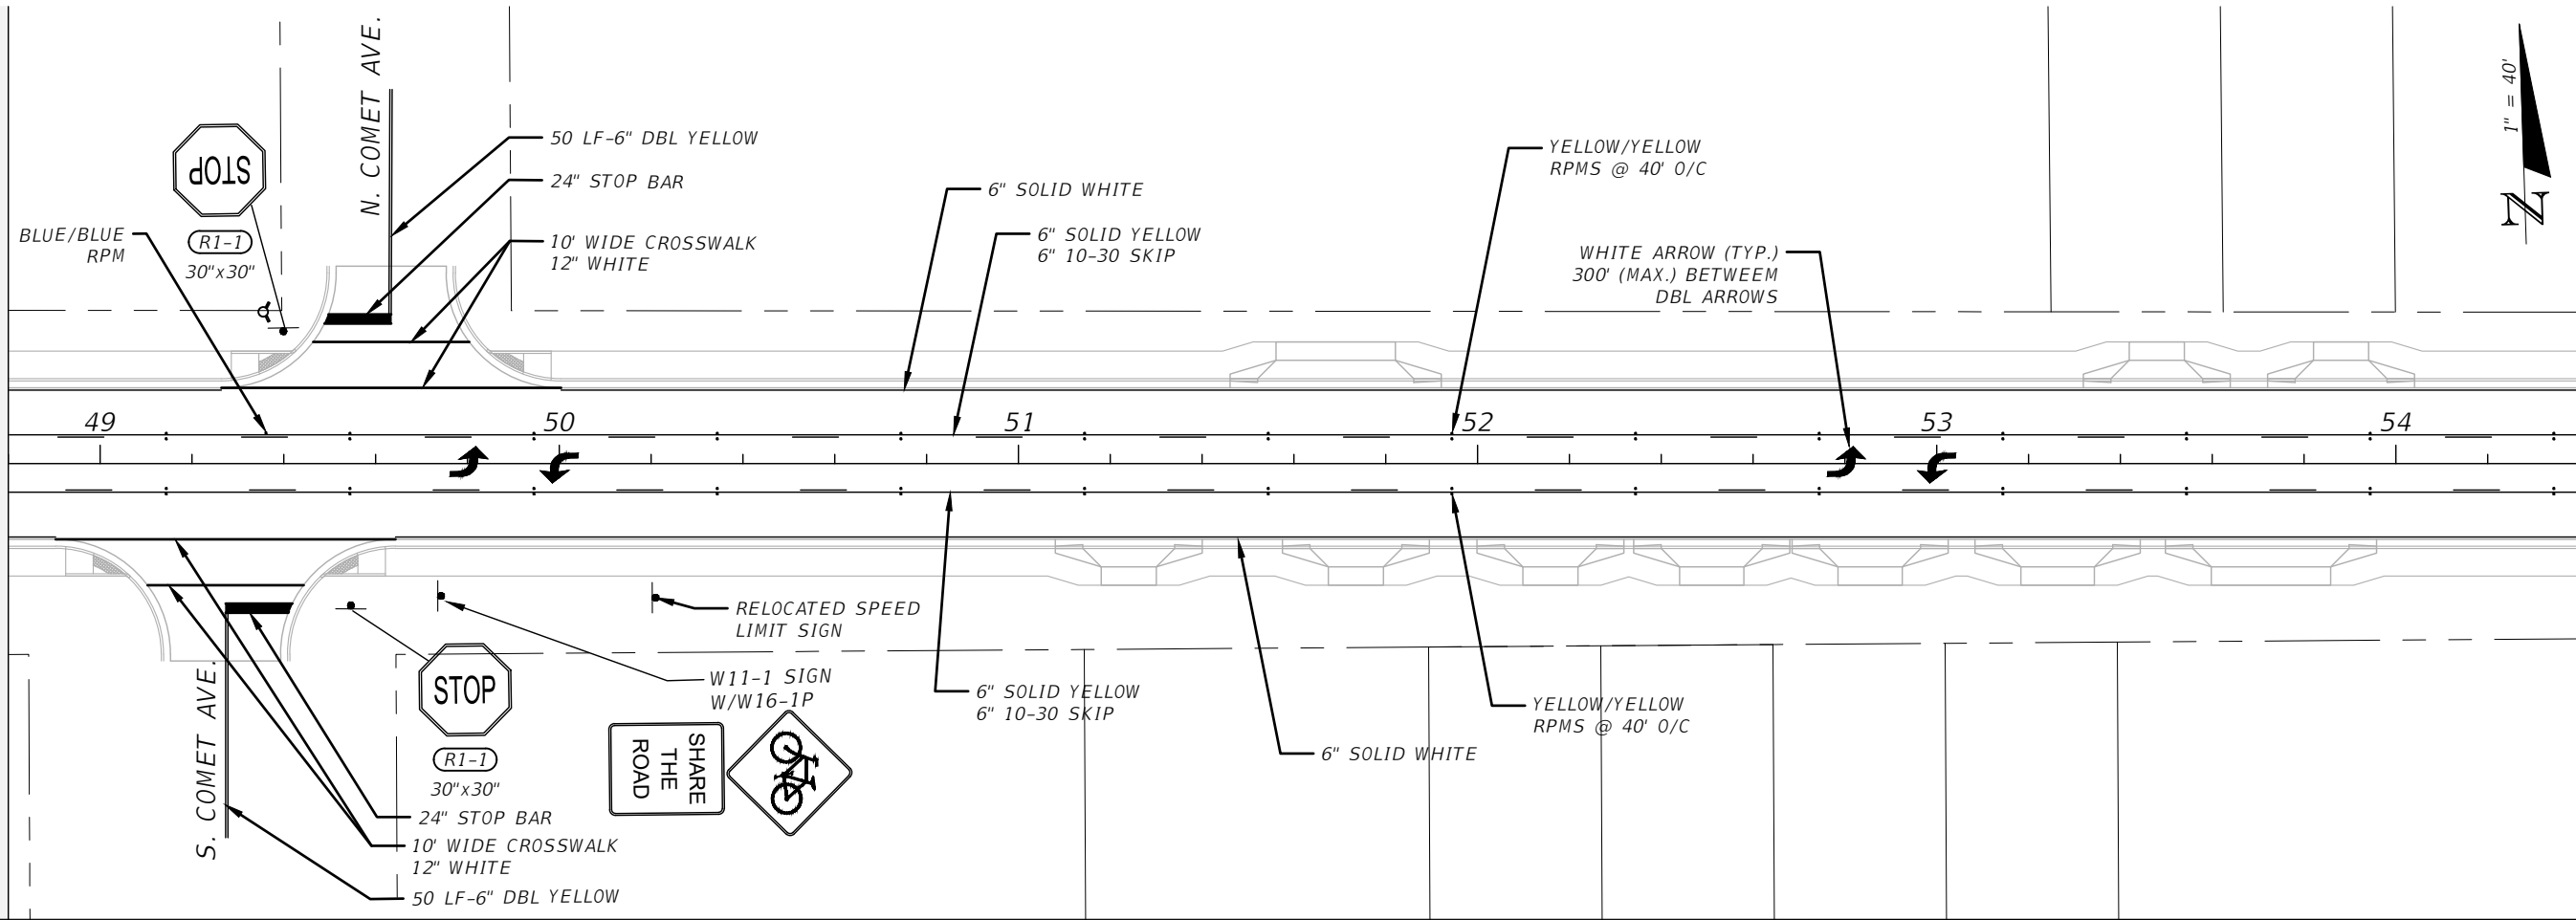 N. COMET AVE.
STOP
R1-1
30"x30"
BLUE/BLUE
RPM
50 LF-6" DBL YELLOW
24" STOP BAR
10' WIDE CROSSWALK
12" WHITE
6" SOLID WHITE
6" SOLID YELLOW
6" 10-30 SKIP
YELLOW/YELLOW
RPMS @ 40' O/C
WHITE ARROW (TYP.)
300' (MAX.) BETWEEM
DBL ARROWS
1" = 40'
N
49
50
51
52
53
54
S. COMET AVE.
STOP
R1-1
30"x30"
24" STOP BAR
10' WIDE CROSSWALK
12" WHITE
50 LF-6" DBL YELLOW
RELOCATED SPEED
LIMIT SIGN
W11-1 SIGN
W/W16-1P
SHARE
THE
ROAD
6" SOLID YELLOW
6" 10-30 SKIP
6" SOLID WHITE
YELLOW/YELLOW
RPMS @ 40' O/C